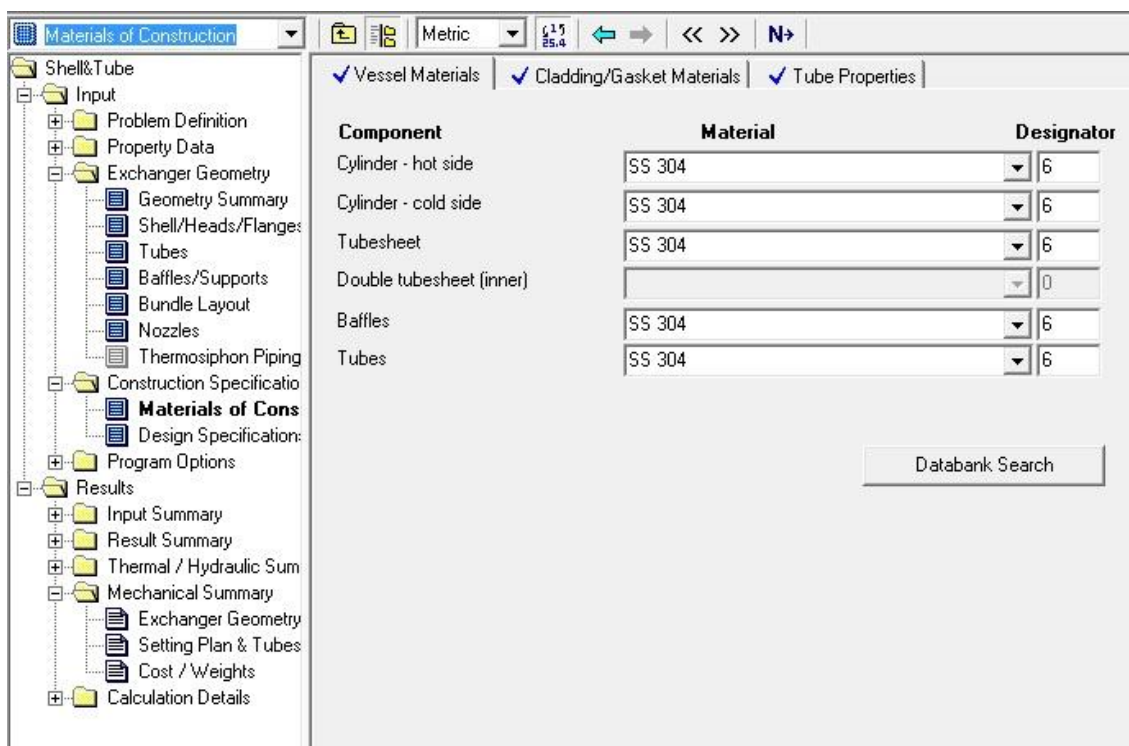 Materials of Construction
Metric
Shell&Tube
Input
Problem Definition
Property Data
Exchanger Geometry
Geometry Summary
Shell/Heads/Flanges
Tubes
Baffles/Supports
Bundle Layout
Nozzles
Thermosiphon Piping
Construction Specificatio
Materials of Cons
Design Specification
Program Options
Results
Input Summary
Result Summary
Thermal / Hydraulic Sum
Mechanical Summary
Exchanger Geometry
Setting Plan & Tubes
Cost / Weights
Calculation Details
Vessel Materials Cladding/Gasket Materials Tube Properties
Component Material Designator
Cylinder - hot side SS 304 6
Cylinder - cold side SS 304 6
Tubesheet SS 304 6
Double tubesheet (inner) 0
Baffles SS 304 6
Tubes SS 304 6
Databank Search